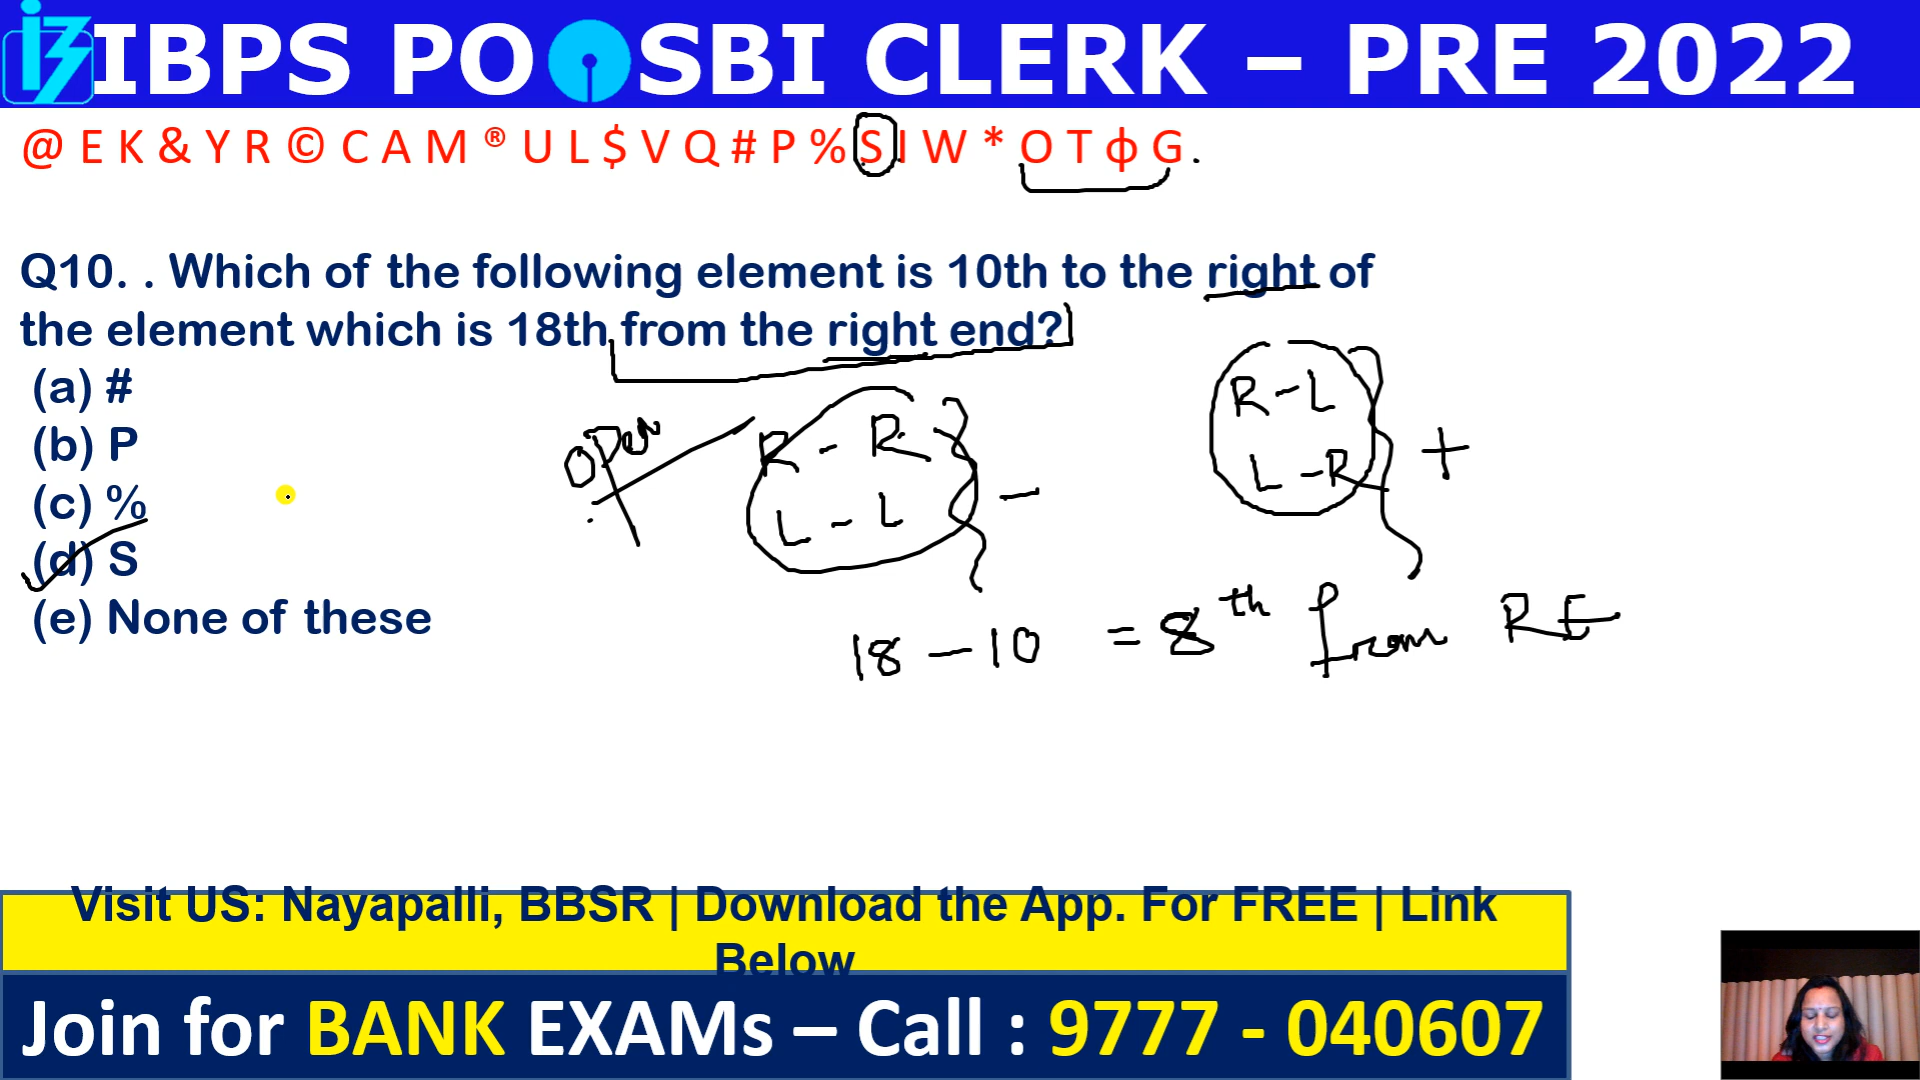 IBPS PO SBI CLERK – PRE 2022
@ E K & Y R © C A M ® U L $ V Q # P % S I W * O T ф G .
Q10. . Which of the following element is 10th to the right of
the element which is 18th from the right end?
(a) #
(b) P
(c) %
(d) S
(e) None of these
open
R - R
L - L
-
R - L
L - R
+
18 - 10 = 8th from RE
Visit US: Nayapalli, BBSR | Download the App. For FREE | Link
Below
Join for BANK EXAMs – Call : 9777 - 040607